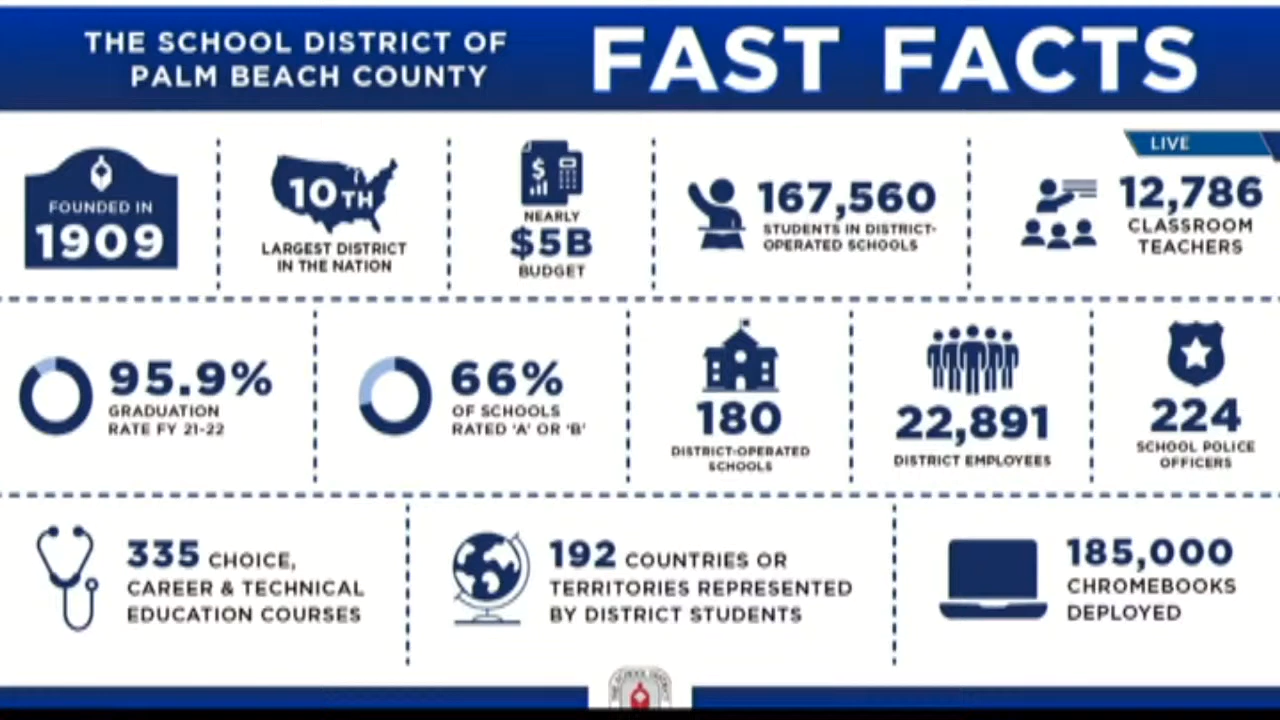 THE SCHOOL DISTRICT OF
PALM BEACH COUNTY
FAST FACTS
LIVE
FOUNDED IN
1909
10TH
LARGEST DISTRICT
IN THE NATION
$
NEARLY
$5B
BUDGET
167,560
STUDENTS IN DISTRICT-
OPERATED SCHOOLS
12,786
CLASSROOM
TEACHERS
95.9%
GRADUATION
RATE FY 21-22
66%
OF SCHOOLS
RATED 'A' OR 'B'
180
DISTRICT-OPERATED
SCHOOLS
22,891
DISTRICT EMPLOYEES
224
SCHOOL POLICE
OFFICERS
335 CHOICE,
CAREER & TECHNICAL
EDUCATION COURSES
192 COUNTRIES OR
TERRITORIES REPRESENTED
BY DISTRICT STUDENTS
185,000
CHROMEBOOKS
DEPLOYED
THE SCHOOL DISTRICT